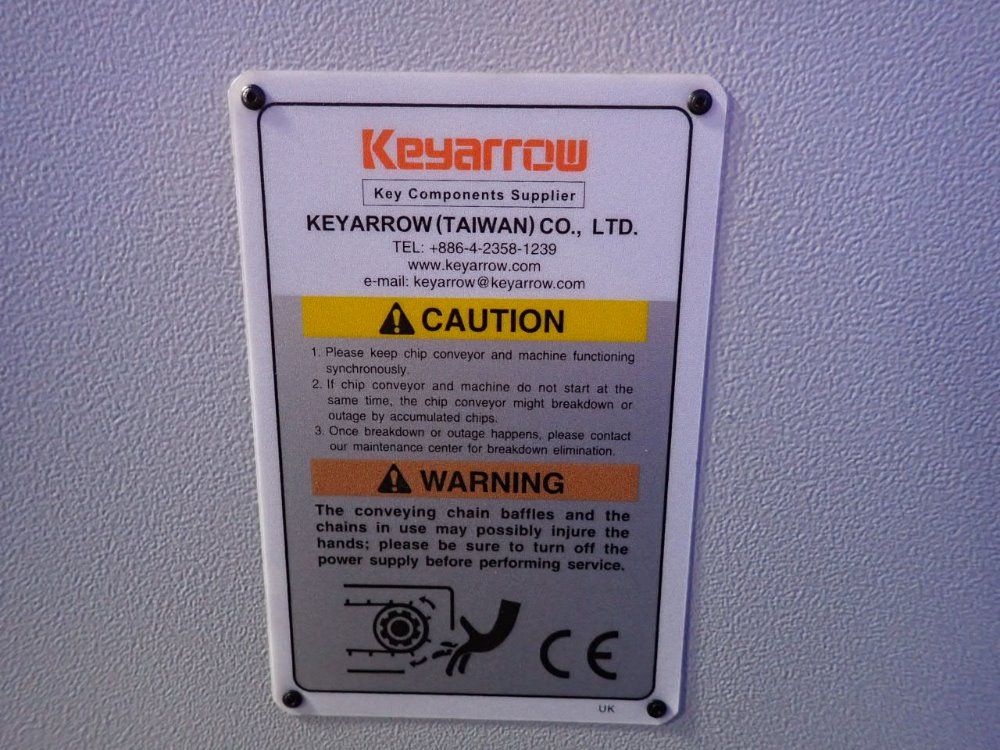 Keyarrow
Key Components Supplier
KEYARROW (TAIWAN) CO., LTD.
TEL: +886-4-2358-1239
www.keyarrow.com
e-mail: keyarrow@keyarrow.com
CAUTION
1. Please keep chip conveyor and machine functioning
synchronously.
2. If chip conveyor and machine do not start at the
same time, the chip conveyor might breakdown or
outage by accumulated chips.
3. Once breakdown or outage happens, please contact
our maintenance center for breakdown elimination.
WARNING
The conveying chain baffles and the
chains in use may possibly injure the
hands; please be sure to turn off the
power supply before performing service.
CE
UK